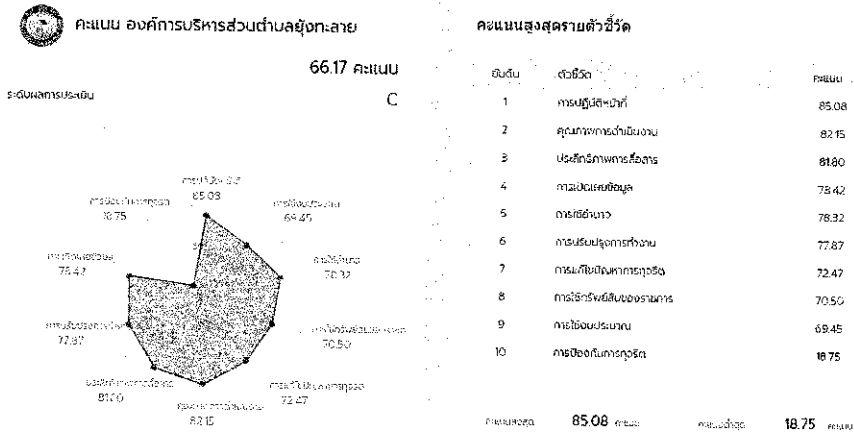 คะแนน องค์การบริหารส่วนตำบลยุ้งทะลาย
66.17 คะแนน
ระดับผลการประเมิน
C
การปฏิบัติหน้าที่
85.08
การใช้งบประมาณ
69.45
การใช้อำนาจ
78.32
การใช้ทรัพย์สินของราชการ
70.50
การแก้ไขปัญหาการทุจริต
72.47
คุณภาพการดำเนินงาน
82.15
ประสิทธิภาพการสื่อสาร
81.80
การปรับปรุงการทำงาน
77.87
การเปิดเผยข้อมูล
78.42
การป้องกันการทุจริต
18.75
คะแนนสูงสุดรายตัวชี้วัด
อันดับ ตัวชี้วัด คะแนน
1 การปฏิบัติหน้าที่ 85.08
2 คุณภาพการดำเนินงาน 82.15
3 ประสิทธิภาพการสื่อสาร 81.80
4 การเปิดเผยข้อมูล 78.42
5 การใช้อำนาจ 78.32
6 การปรับปรุงการทำงาน 77.87
7 การแก้ไขปัญหาการทุจริต 72.47
8 การใช้ทรัพย์สินของราชการ 70.50
9 การใช้งบประมาณ 69.45
10 การป้องกันการทุจริต 18.75
คะแนนสูงสุด 85.08 คะแนน คะแนนต่ำสุด 18.75 คะแนน